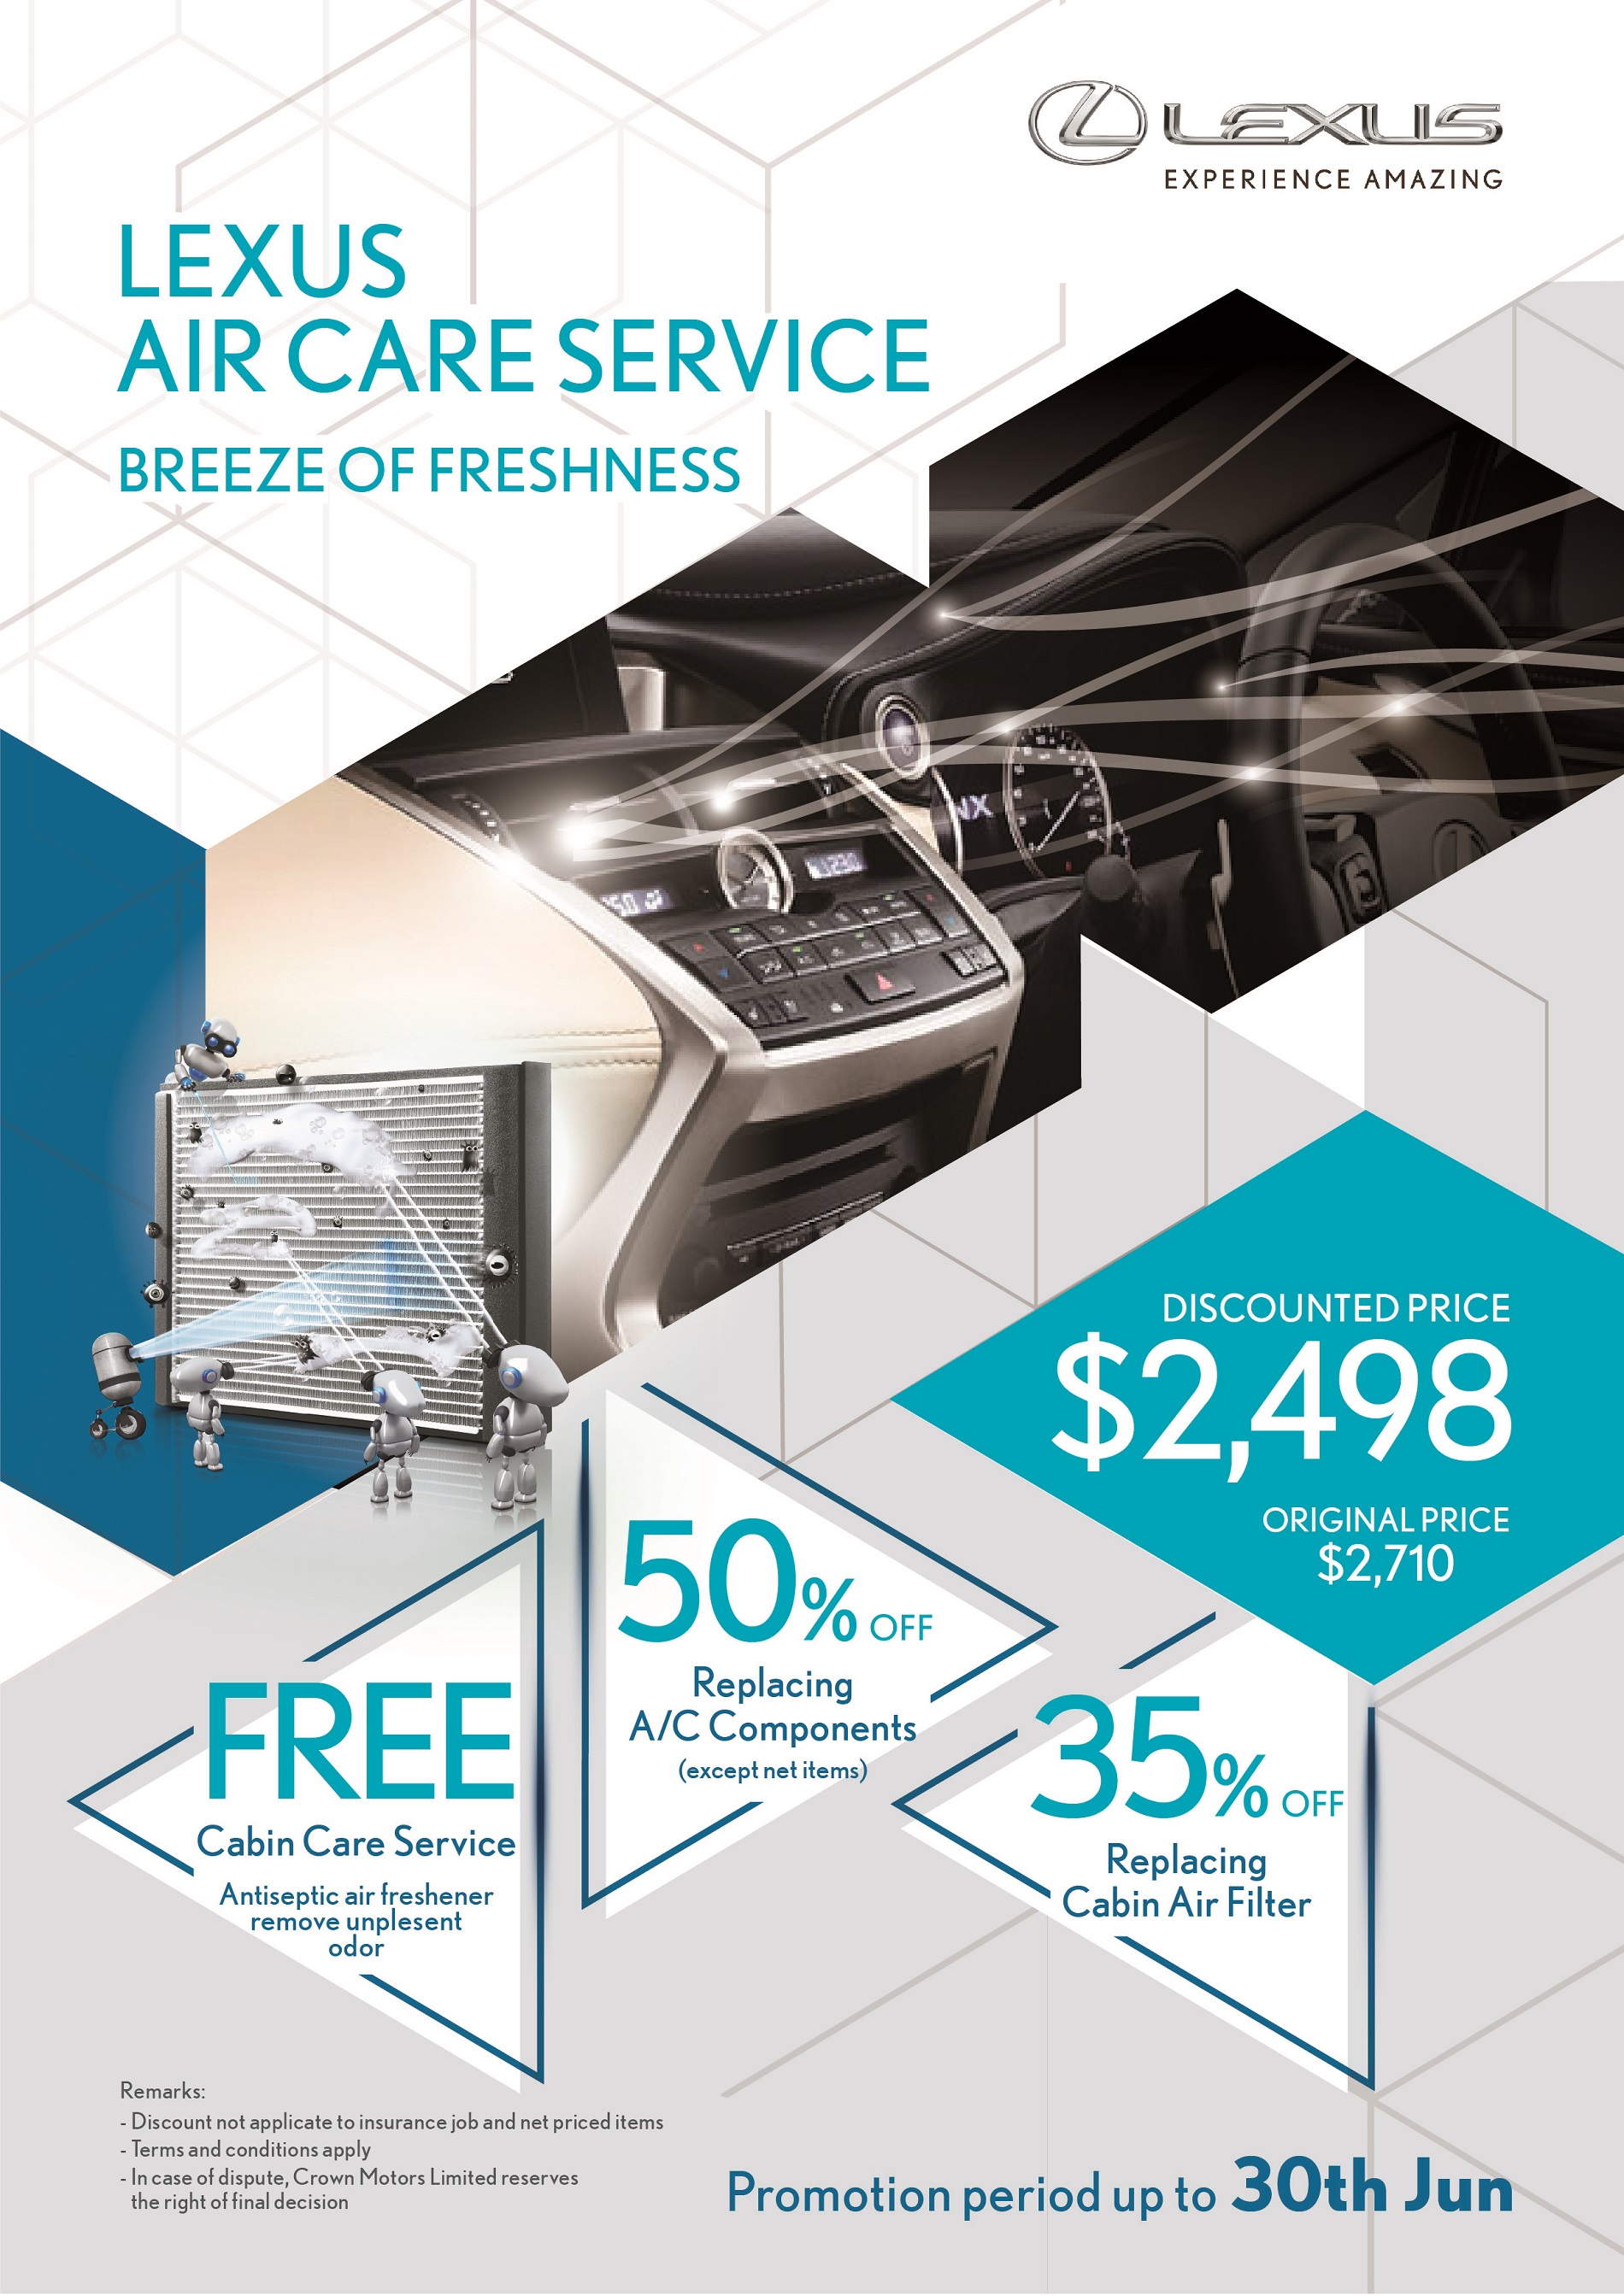 LEXUS
EXPERIENCE AMAZING
LEXUS
AIR CARE SERVICE
BREEZE OF FRESHNESS
NX
DISCOUNTED PRICE
$2,498
ORIGINAL PRICE
$2,710
50% OFF
Replacing
A/C Components
(except net items)
FREE
Cabin Care Service
Antiseptic air freshener
remove unplesent
odor
35% OFF
Replacing
Cabin Air Filter
Remarks:
- Discount not applicate to insurance job and net priced items
- Terms and conditions apply
- In case of dispute, Crown Motors Limited reserves
the right of final decision
Promotion period up to 30th Jun